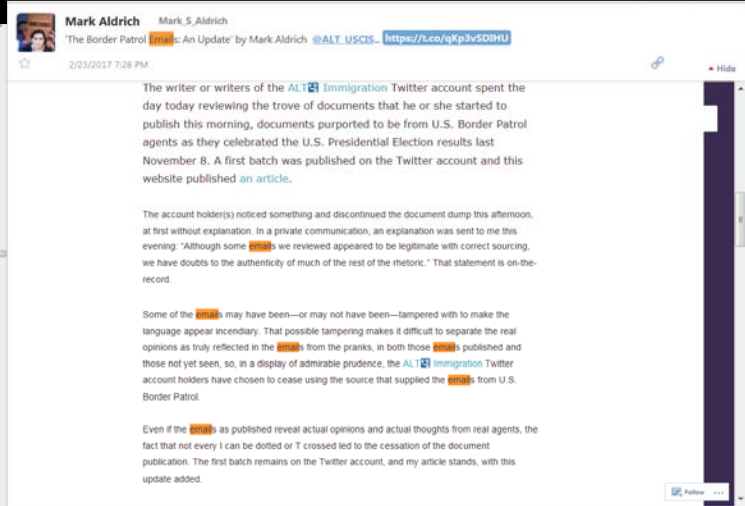 Mark Aldrich Mark_S_Aldrich
'The Border Patrol Emails: An Update' by Mark Aldrich @ALT_USCIS… https://t.co/qKp3vSDIHU
2/23/2017 7:28 PM
Hide
The writer or writers of the ALT Immigration Twitter account spent the
day today reviewing the trove of documents that he or she started to
publish this morning, documents purported to be from U.S. Border Patrol
agents as they celebrated the U.S. Presidential Election results last
November 8. A first batch was published on the Twitter account and this
website published an article.
The account holder(s) noticed something and discontinued the document dump this afternoon,
at first without explanation. In a private communication, an explanation was sent to me this
evening: "Although some emails we reviewed appeared to be legitimate with correct sourcing,
we have doubts to the authenticity of much of the rest of the rhetoric." That statement is on-the-
record.
Some of the emails may have been—or may not have been—tampered with to make the
language appear incendiary. That possible tampering makes it difficult to separate the real
opinions as truly reflected in the emails from the pranks, in both those emails published and
those not yet seen, so, in a display of admirable prudence, the ALT Immigration Twitter
account holders have chosen to cease using the source that supplied the emails from U.S.
Border Patrol.
Even if the emails as published reveal actual opinions and actual thoughts from real agents, the
fact that not every I can be dotted or T crossed led to the cessation of the document
publication. The first batch remains on the Twitter account, and my article stands, with this
update added.
Follow ...